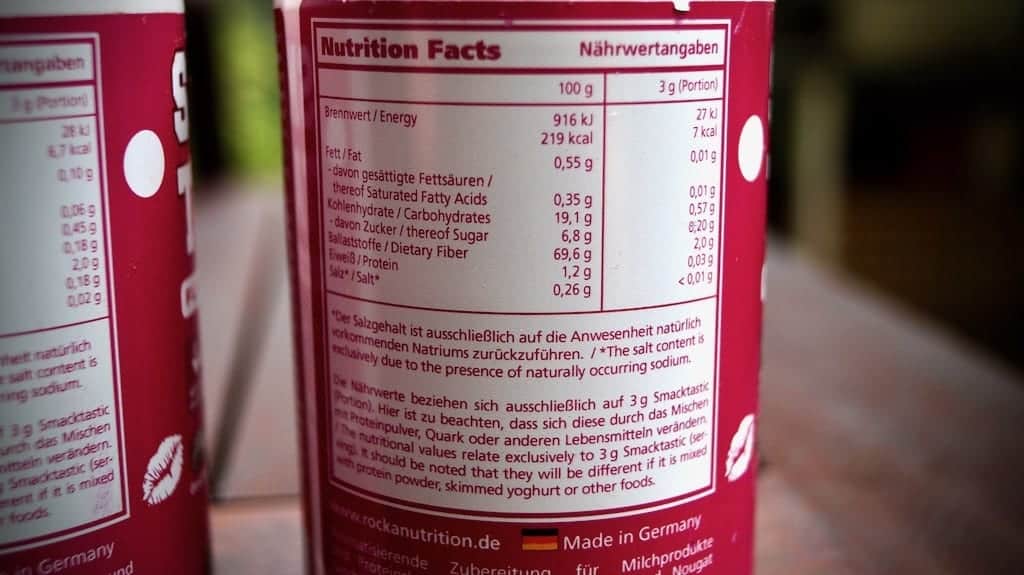 Nutrition Facts Nährwertangaben
100 g 3 g (Portion)
Brennwert / Energy 916 kJ 27 kJ
219 kcal 7 kcal
Fett / Fat 0,55 g 0,01 g
- davon gesättigte Fettsäuren /
thereof Saturated Fatty Acids 0,35 g 0,01 g
Kohlenhydrate / Carbohydrates 19,1 g 0,57 g
- davon Zucker / thereof Sugar 6,8 g 0,20 g
Ballaststoffe / Dietary Fiber 69,6 g 2,0 g
Eiweiß / Protein 1,2 g 0,03 g
Salz* / Salt* 0,26 g < 0,01 g
*Der Salzgehalt ist ausschließlich auf die Anwesenheit natürlich
vorkommenden Natriums zurückzuführen. / *The salt content is
exclusively due to the presence of naturally occurring sodium.
Die Nährwerte beziehen sich ausschließlich auf 3 g Smacktastic
(Portion). Hier ist zu beachten, dass sich diese durch das Mischen
mit Proteinpulver, Quark oder anderen Lebensmitteln verändern.
/ The nutritional values relate exclusively to 3 g Smacktastic (ser-
ving). It should be noted that they will be different if it is mixed
with protein powder, skimmed yoghurt or other foods.
www.rockanutrition.de Made in Germany
Zubereitung für Milchprodukte
Nougat
(Portion)
28 kJ
6,7 kcal
0,10 g
0,06 g
0,45 g
0,18 g
2,0 g
0,18 g
0,02 g
natürlich
salt content is
sodium.
3 g Smacktastic
durch das Mischen
verändern.
Smacktastic (ser-
if it is mixed
foods.
in Germany